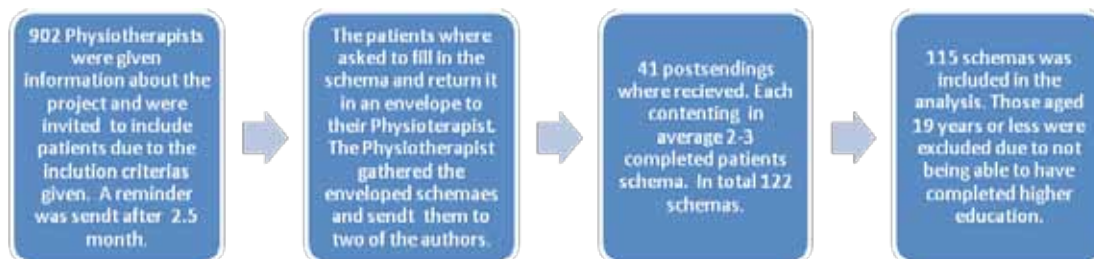 902 Physiotherapists
were given
information about the
project and were
invited to include
patients due to the
inclution criterias
given. A reminder
was sendt after 2.5
month.
The patients where
asked to fill in the
schema and return it
in an envelope to
their Physioterapist.
The Physiotherapist
gathered the
enveloped schemaes
and sendt them to
two of the authors.
41 postsendings
where recieved. Each
contenting in
average 2-3
completed patients
schema. In total 122
schemas.
115 schemas was
included in the
analysis. Those aged
19 years or less were
excluded due to not
being able to have
completed higher
education.